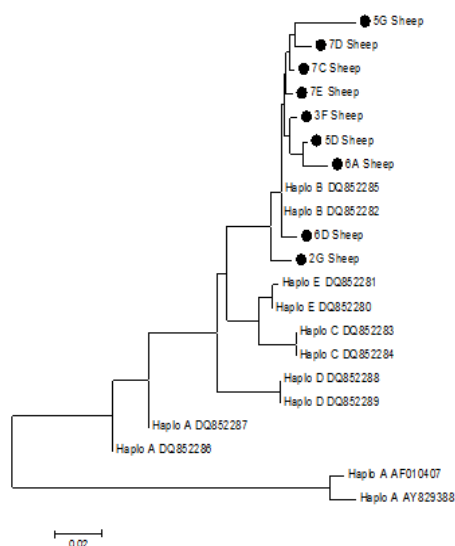 5G Sheep
7D Sheep
7C Sheep
7E Sheep
3F Sheep
5D Sheep
6A Sheep
Haplo B DQ852285
Haplo B DQ852282
6D Sheep
2G Sheep
Haplo E DQ852281
Haplo E DQ852280
Haplo C DQ852283
Haplo C DQ852284
Haplo D DQ852288
Haplo D DQ852289
Haplo A DQ852287
Haplo A DQ852286
Haplo A AF010407
Haplo A AY829388
0.02